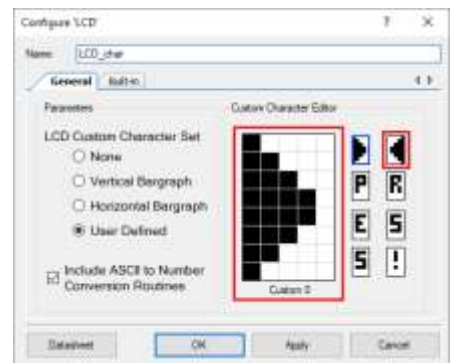 Configure 'LCD'
? ×
Name: LCD_char
General Built-in
Parameters
LCD Custom Character Set
None
Vertical Bargraph
Horizontal Bargraph
User Defined
Include ASCII to Number
Conversion Routines
Custom Character Editor
P R
E S
S !
Custom 0
Datasheet OK Apply Cancel